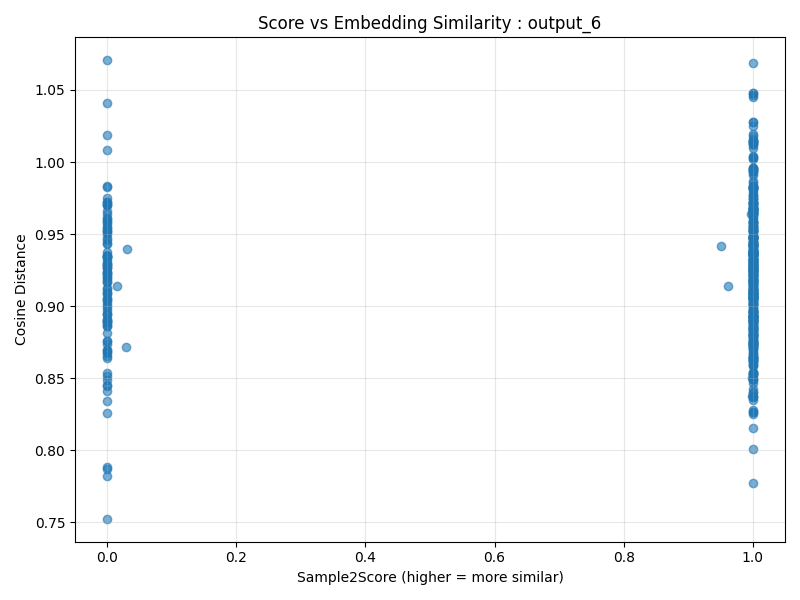 Score vs Embedding Similarity : output_6
Cosine Distance
1.05
1.00
0.95
0.90
0.85
0.80
0.75
0.0 0.2 0.4 0.6 0.8 1.0
Sample2Score (higher = more similar)